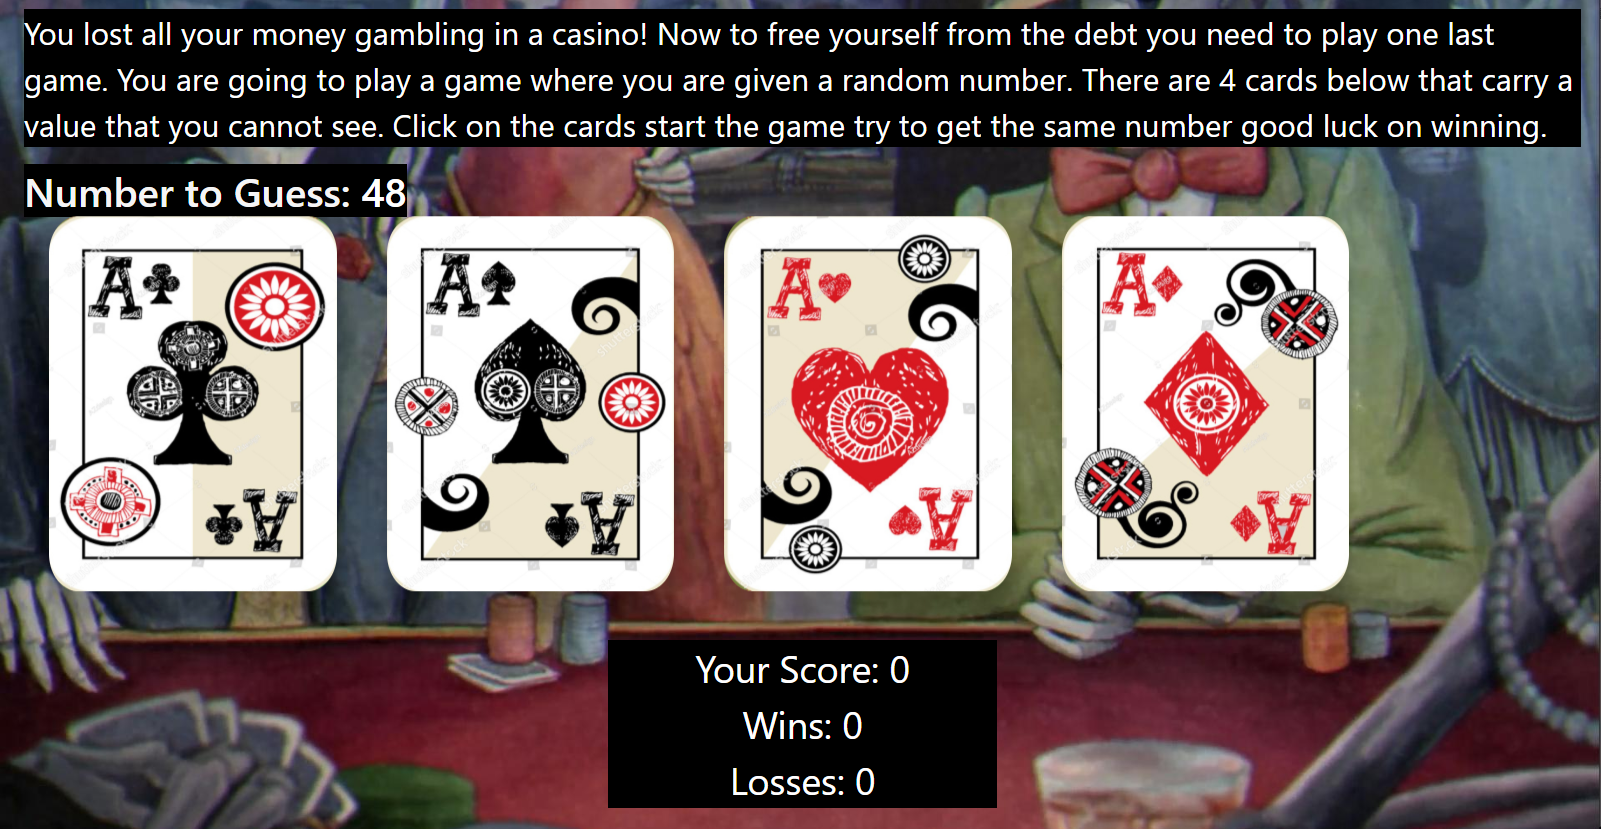 You lost all your money gambling in a casino! Now to free yourself from the debt you need to play one last
game. You are going to play a game where you are given a random number. There are 4 cards below that carry a
value that you cannot see. Click on the cards start the game try to get the same number good luck on winning.
Number to Guess: 48
A A A A
A A A A
Your Score: 0
Wins: 0
Losses: 0